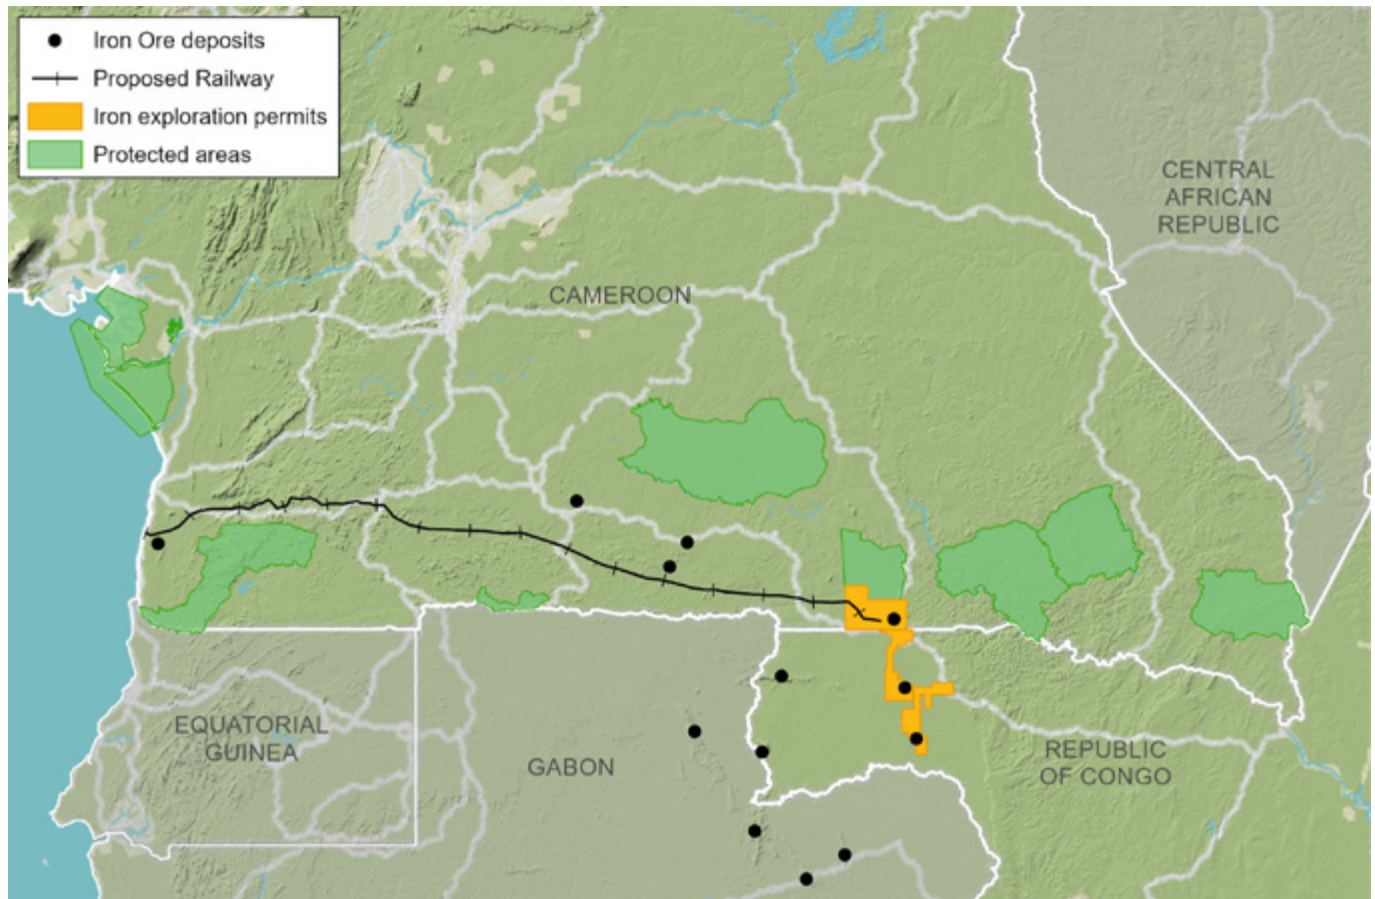 Iron Ore deposits
Proposed Railway
Iron exploration permits
Protected areas
CENTRAL
AFRICAN
REPUBLIC
CAMEROON
EQUATORIAL
GUINEA
GABON
REPUBLIC
OF CONGO